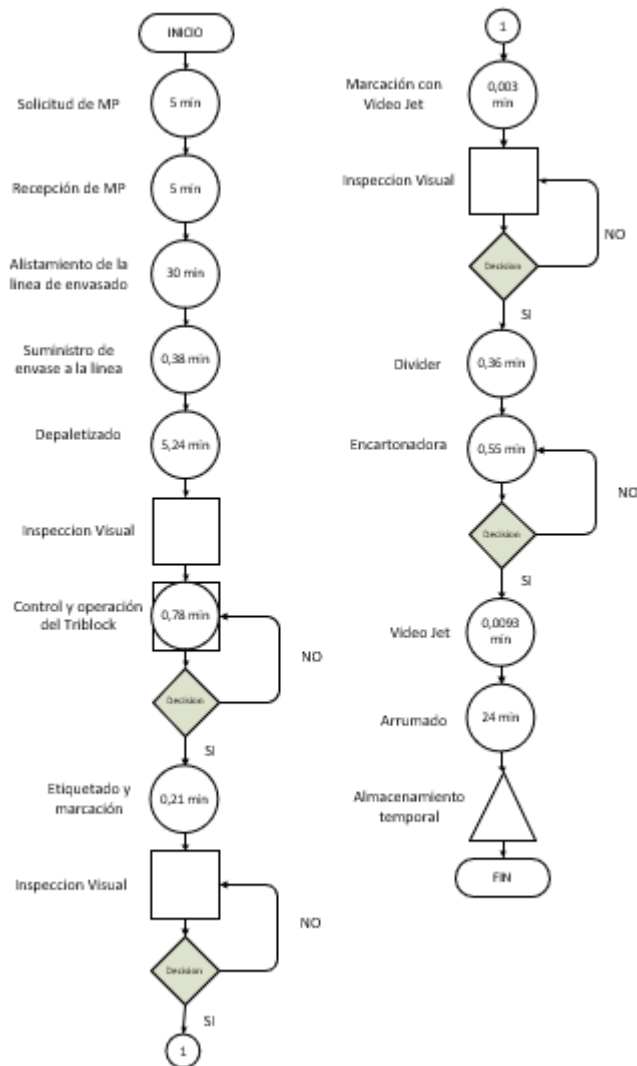 INICIO
Solicitud de MP
5 min
Recepción de MP
5 min
Alistamiento de la
linea de envasado
30 min
Suministro de
envase a la linea
0,38 min
Depaletizado
5,24 min
Inspeccion Visual
Control y operación
del Triblock
0,78 min
NO
Decision
SI
Etiquetado y
marcación
0,21 min
Inspeccion Visual
NO
Decision
SI
1
1
Marcación con
Video Jet
0,003
min
Inspeccion Visual
NO
Decision
SI
Divider
0,36 min
Encartonadora
0,55 min
NO
Decision
SI
Video Jet
0,0093
min
Arrumado
24 min
Almacenamiento
temporal
FIN